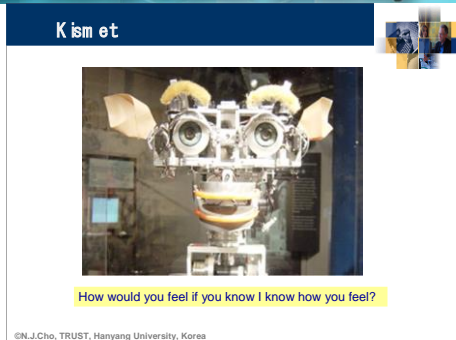 Kismet
How would you feel if you know I know how you feel?
©N.J.Cho, TRUST, Hanyang University, Korea